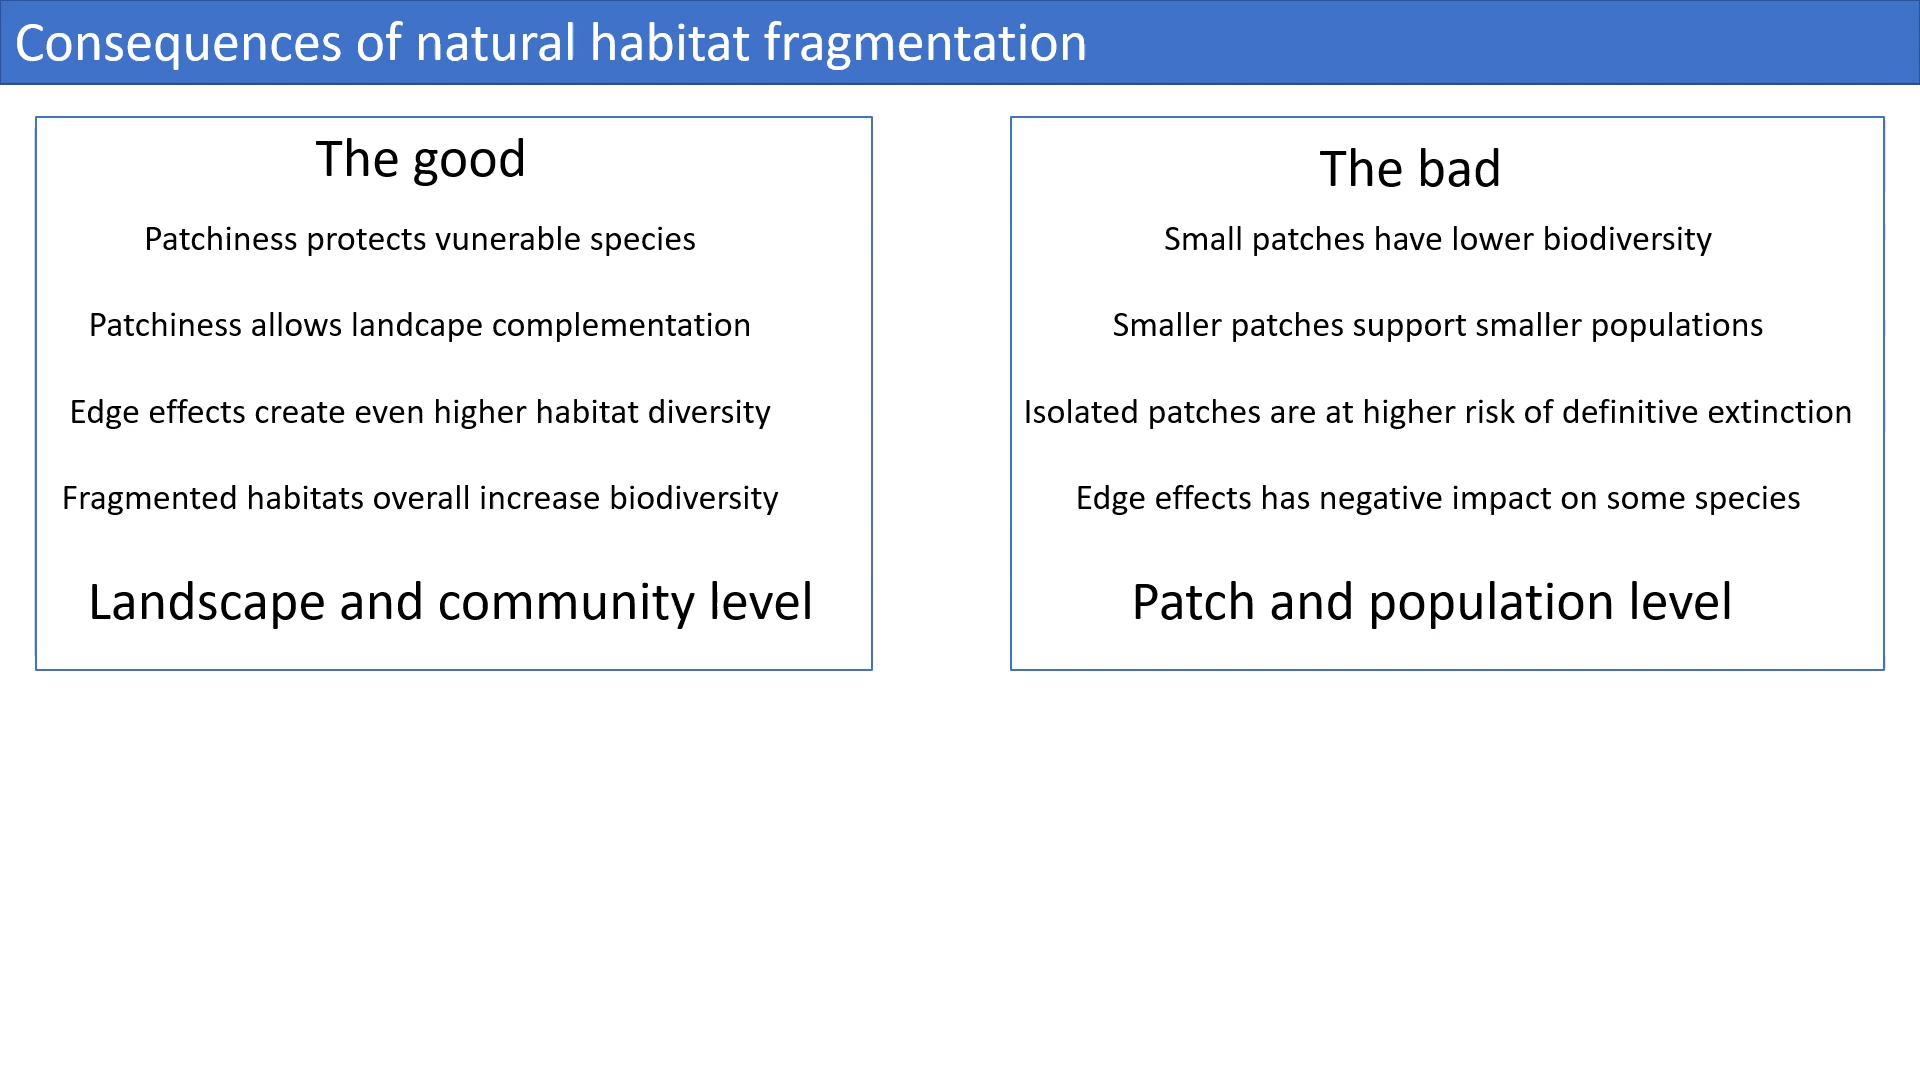 Consequences of natural habitat fragmentation
The good
Patchiness protects vunerable species
Patchiness allows landcape complementation
Edge effects create even higher habitat diversity
Fragmented habitats overall increase biodiversity
Landscape and community level
The bad
Small patches have lower biodiversity
Smaller patches support smaller populations
Isolated patches are at higher risk of definitive extinction
Edge effects has negative impact on some species
Patch and population level